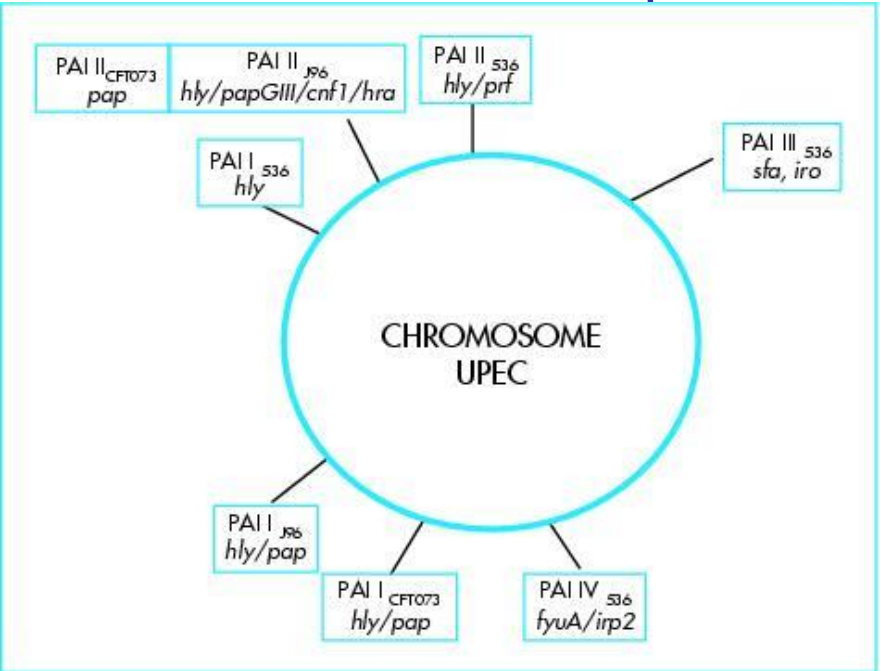 PAI II CFT073
pap
PAI II J96
hly/papGIII/cnf1/hra
PAI II 536
hly/prf
PAI III 536
sfa, iro
PAI I 536
hly
CHROMOSOME
UPEC
PAI I J96
hly/pap
PAI I CFT073
hly/pap
PAI IV 536
fyuA/irp2